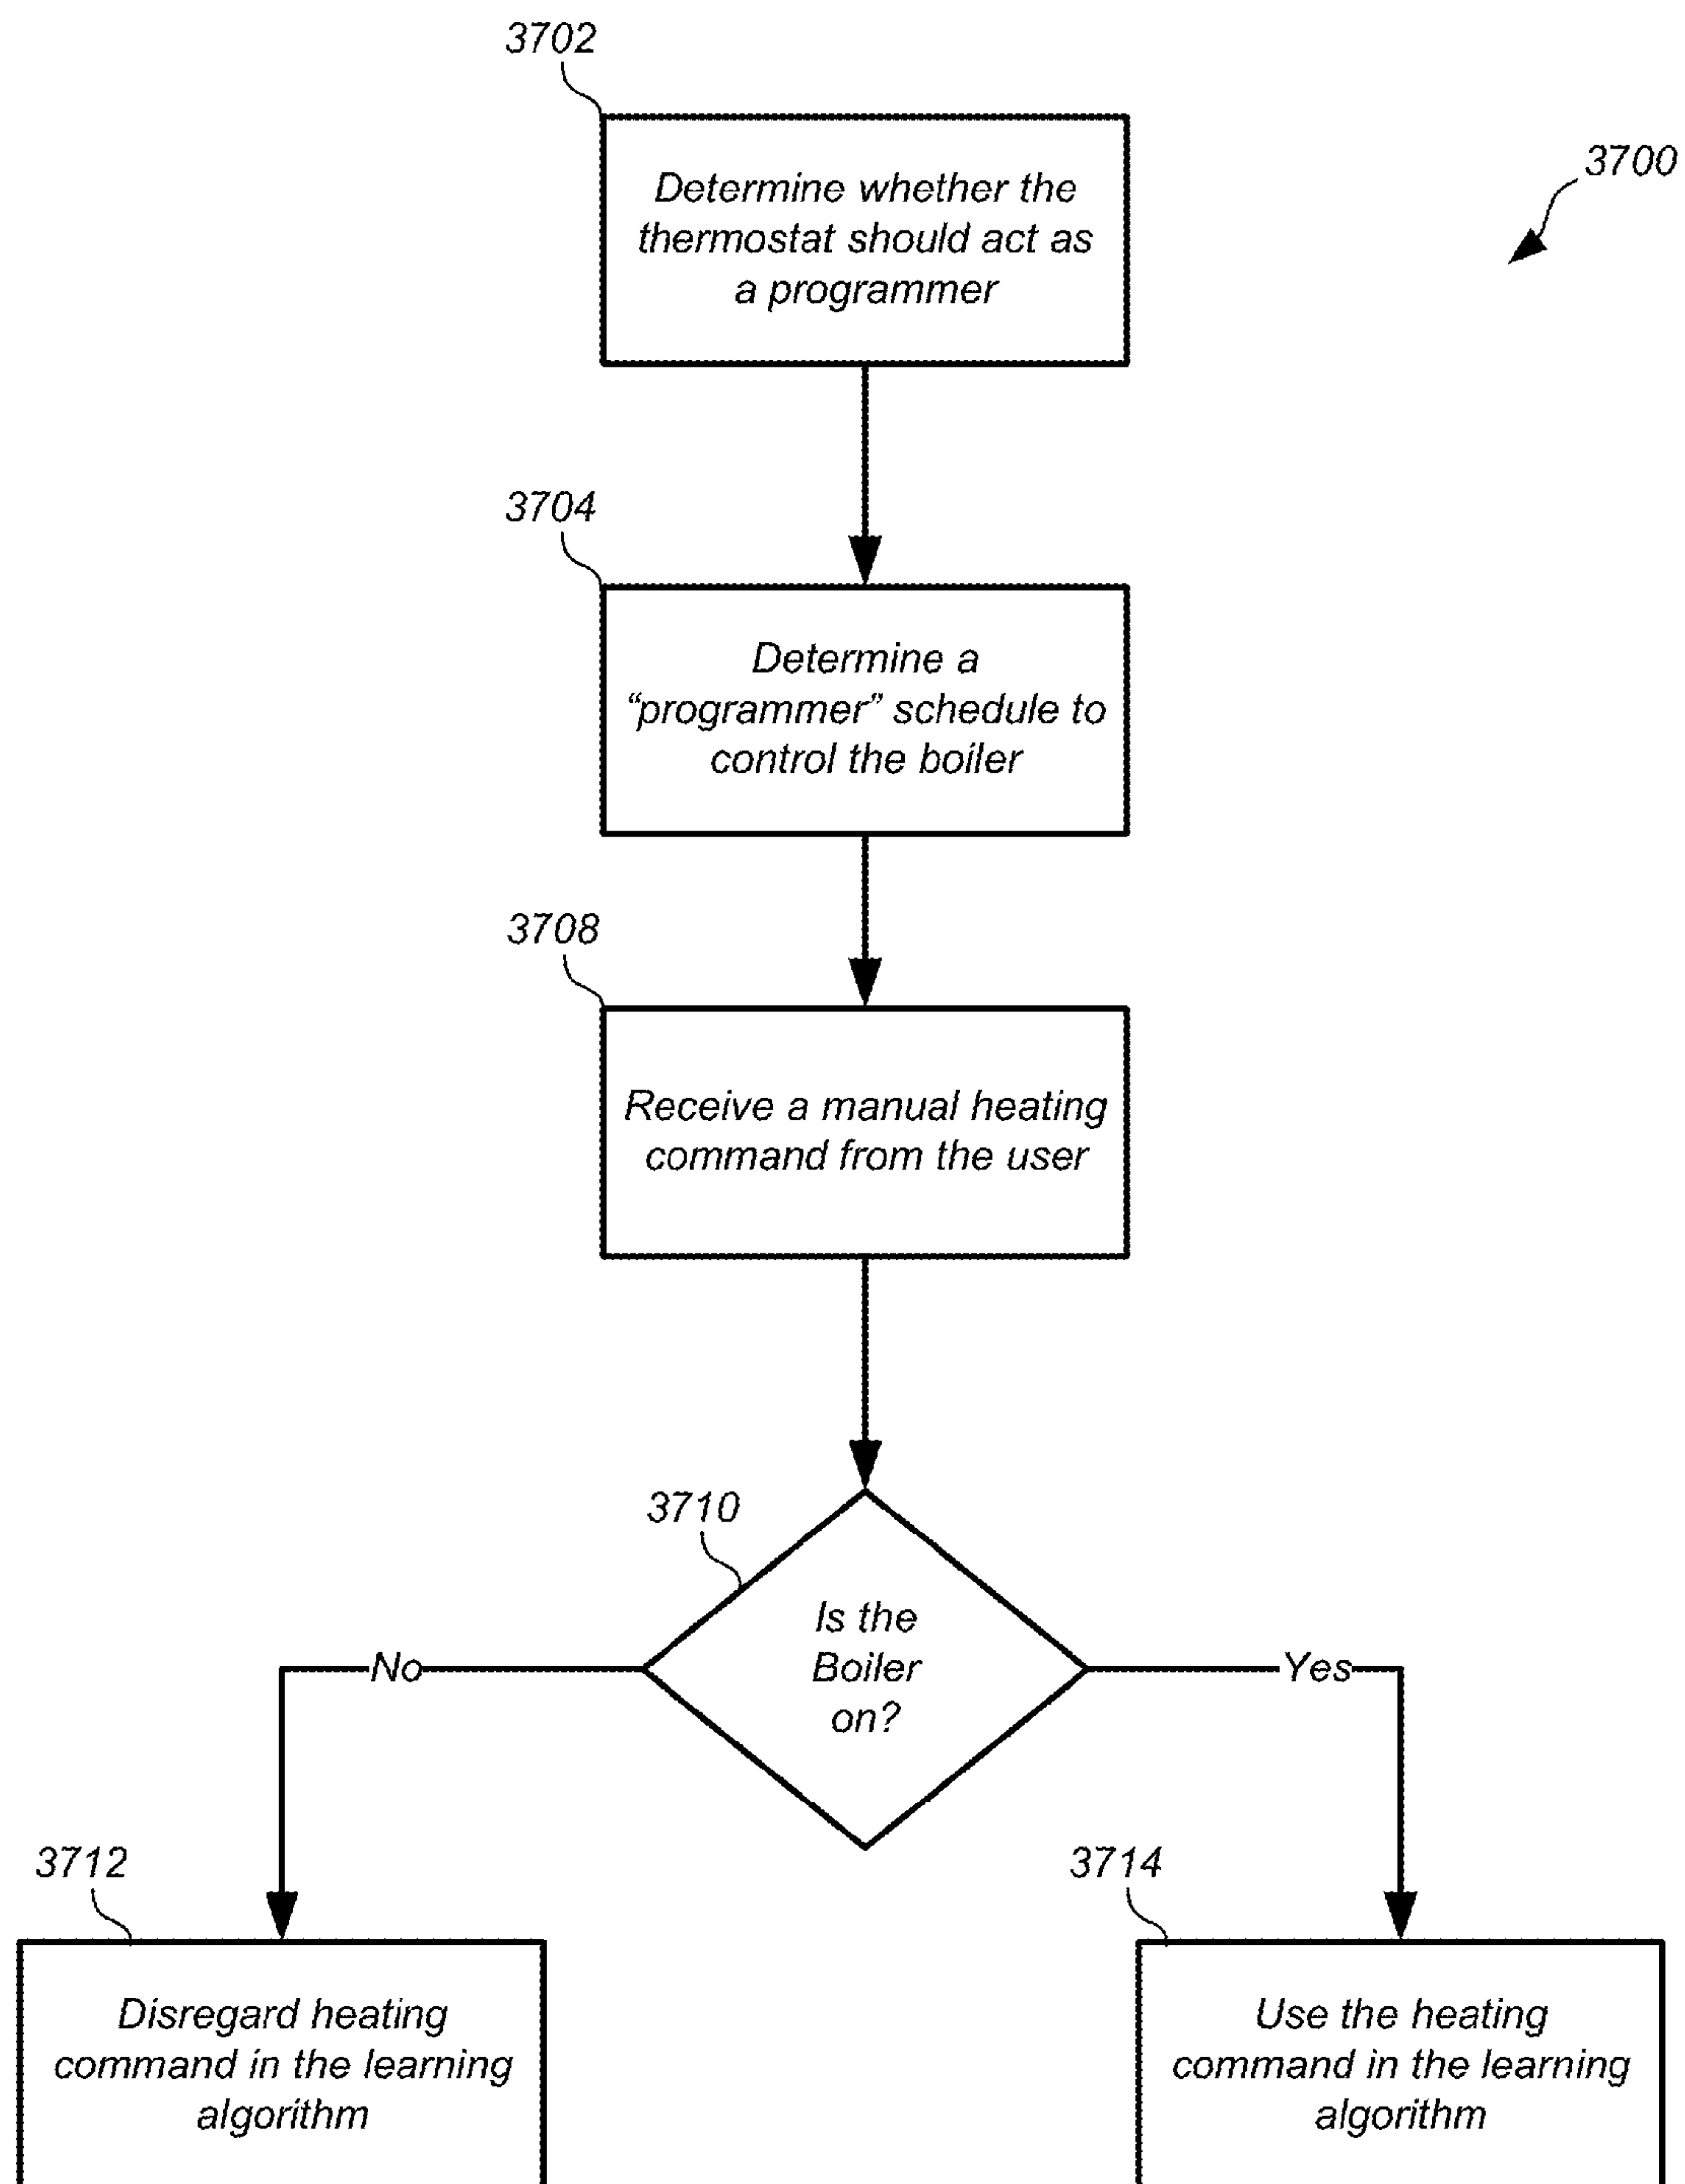 3702
3700
Determine whether the
thermostat should act as
a programmer
3704
Determine a
“programmer” schedule to
control the boiler
3708
Receive a manual heating
command from the user
3710
Is the
Boiler
on?
No
Yes
3712
3714
Disregard heating
command in the learning
algorithm
Use the heating
command in the learning
algorithm